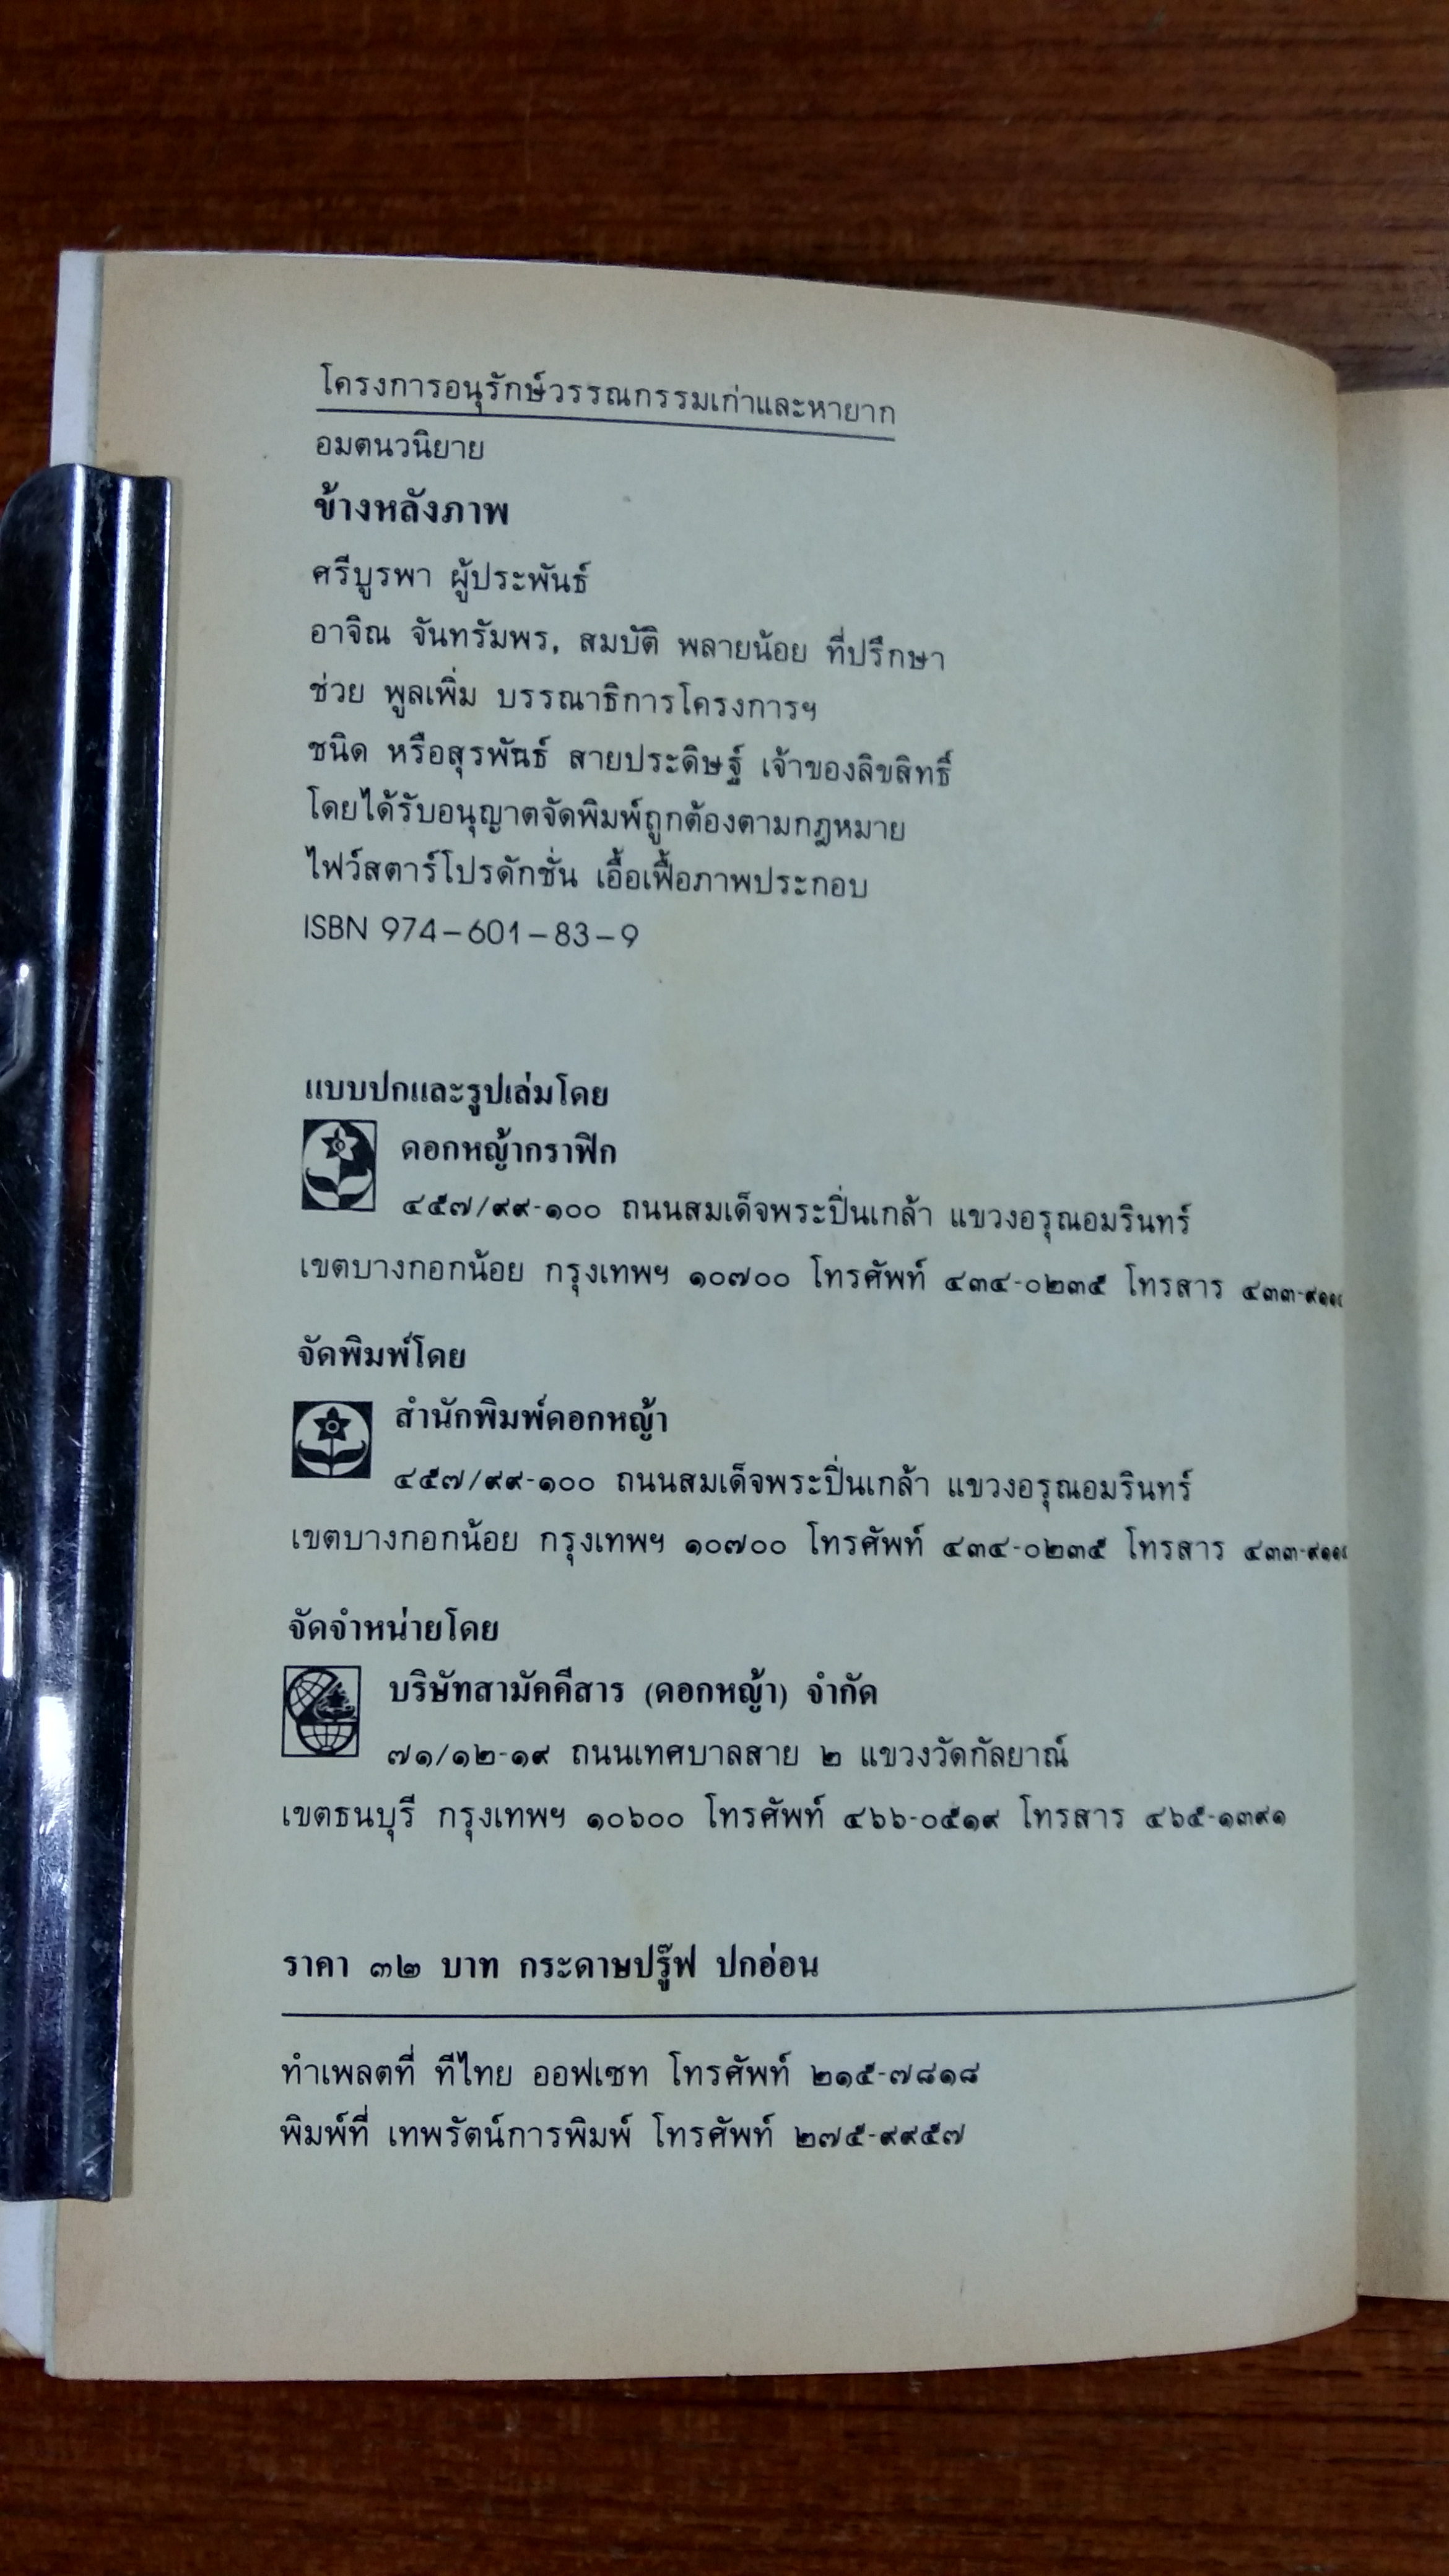 โครงการอนุรักษ์วรรณกรรมเก่าและหายาก
อมตนวนิยาย
ข้างหลังภาพ
ศรีบูรพา ผู้ประพันธ์
อาจิณ จันทรัมพร, สมบัติ พลายน้อย ที่ปรึกษา
ช่วย พูลเพิ่ม บรรณาธิการโครงการฯ
ชนิด หรือสุรพันธ์ สายประดิษฐ์ เจ้าของลิขสิทธิ์
โดยได้รับอนุญาตจัดพิมพ์ถูกต้องตามกฎหมาย
ไฟว์สตาร์โปรดักชั่น เอื้อเฟื้อภาพประกอบ
ISBN 974-601-83-9
แบบปกและรูปเล่มโดย
ดอกหญ้ากราฟิก
๔๕๗/๙๙-๑๐๐ ถนนสมเด็จพระปิ่นเกล้า แขวงอรุณอมรินทร์
เขตบางกอกน้อย กรุงเทพฯ ๑๐๗๐๐ โทรศัพท์ ๔๓๔-๐๒๓๕ โทรสาร
จัดพิมพ์โดย
สำนักพิมพ์ดอกหญ้า
๔๕๗/๙๙-๑๐๐ ถนนสมเด็จพระปิ่นเกล้า แขวงอรุณอมรินทร์
เขตบางกอกน้อย กรุงเทพฯ ๑๐๗๐๐ โทรศัพท์ ๔๓๔-๐๒๓๕ โทรสาร
จัดจำหน่ายโดย
บริษัทสามัคคีสาร (ดอกหญ้า) จำกัด
๗๑/๑๒-๑๙ ถนนเทศบาลสาย ๒ แขวงวัดกัลยาณ์
เขตธนบุรี กรุงเทพฯ ๑๐๖๐๐ โทรศัพท์ ๔๖๖-๐๕๑๙ โทรสาร ๔๖๕-๑๓๙๑
ราคา ๓๒ บาท กระดาษปรู๊ฟ ปกอ่อน
ทำเพลตที่ ทีไทย ออฟเซท โทรศัพท์ ๒๑๕-๗๘๑๘
พิมพ์ที่ เทพรัตน์การพิมพ์ โทรศัพท์ ๒๗๕-๙๙๕๗